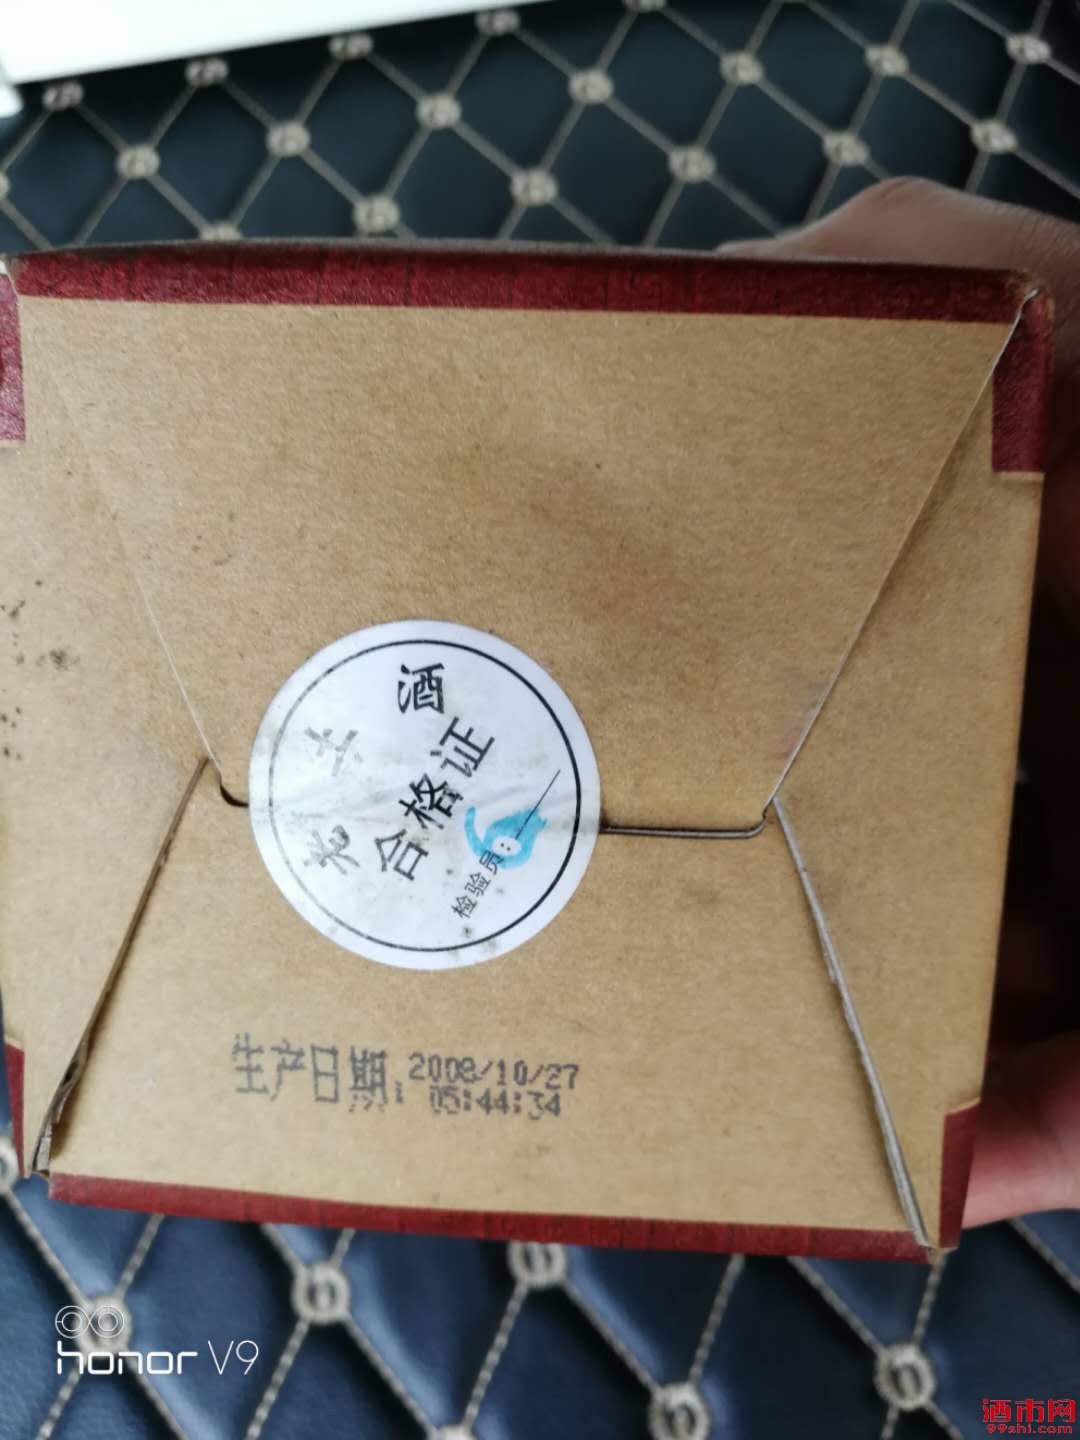 老土酒
合格证
检验员:
生产日期: 2008/10/27
05:44:34
honor V9
酒市网
99shi.com